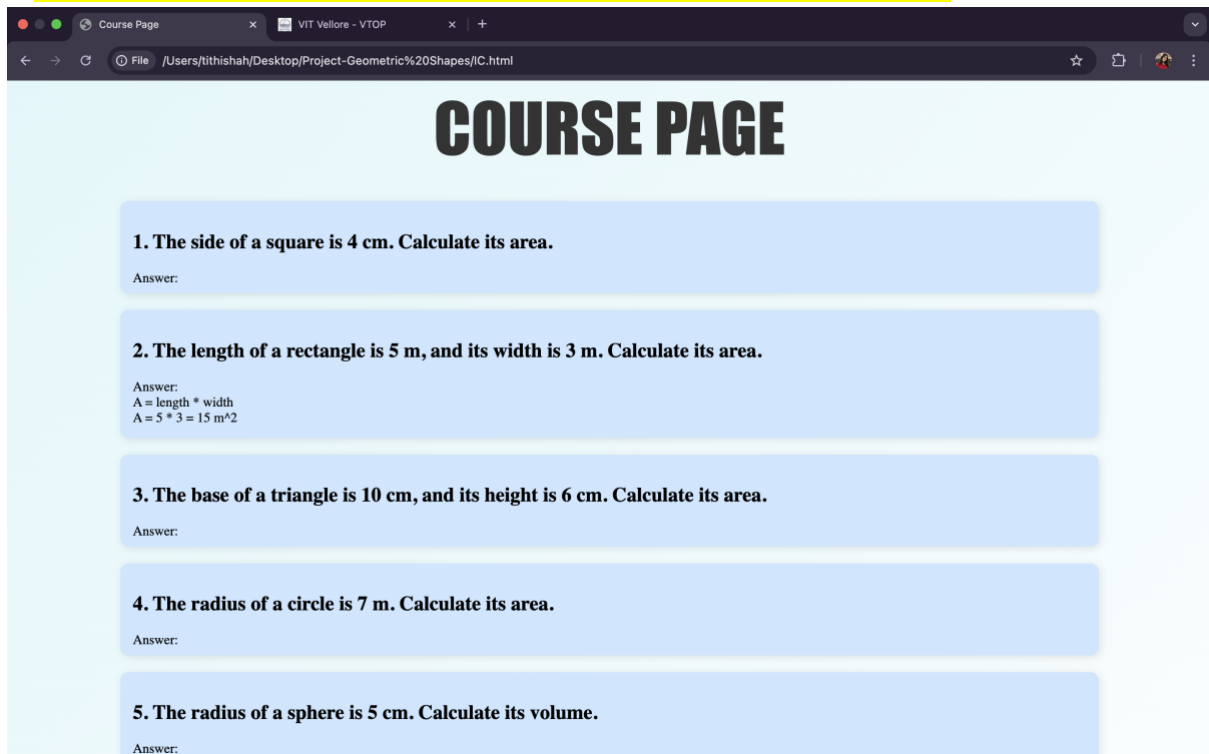 Course Page
VIT Vellore - VTOP
File /Users/tithishah/Desktop/Project-Geometric%20Shapes/IC.html
COURSE PAGE
1. The side of a square is 4 cm. Calculate its area.
Answer:
2. The length of a rectangle is 5 m, and its width is 3 m. Calculate its area.
Answer:
A = length * width
A = 5 * 3 = 15 m^2
3. The base of a triangle is 10 cm, and its height is 6 cm. Calculate its area.
Answer:
4. The radius of a circle is 7 m. Calculate its area.
Answer:
5. The radius of a sphere is 5 cm. Calculate its volume.
Answer: